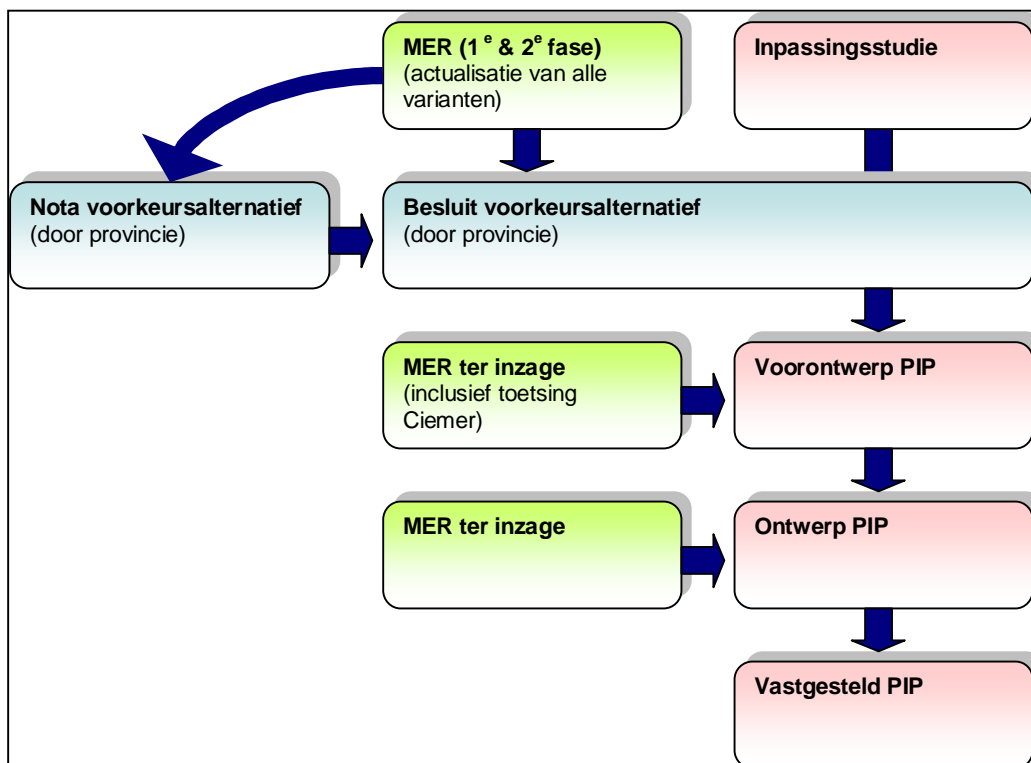 MER (1e & 2e fase)
(actualisatie van alle
varianten)
Inpassingsstudie
Nota voorkeursalternatief
(door provincie)
Besluit voorkeursalternatief
(door provincie)
MER ter inzage
(inclusief toetsing
Ciemer)
Voorontwerp PIP
MER ter inzage
Ontwerp PIP
Vastgesteld PIP